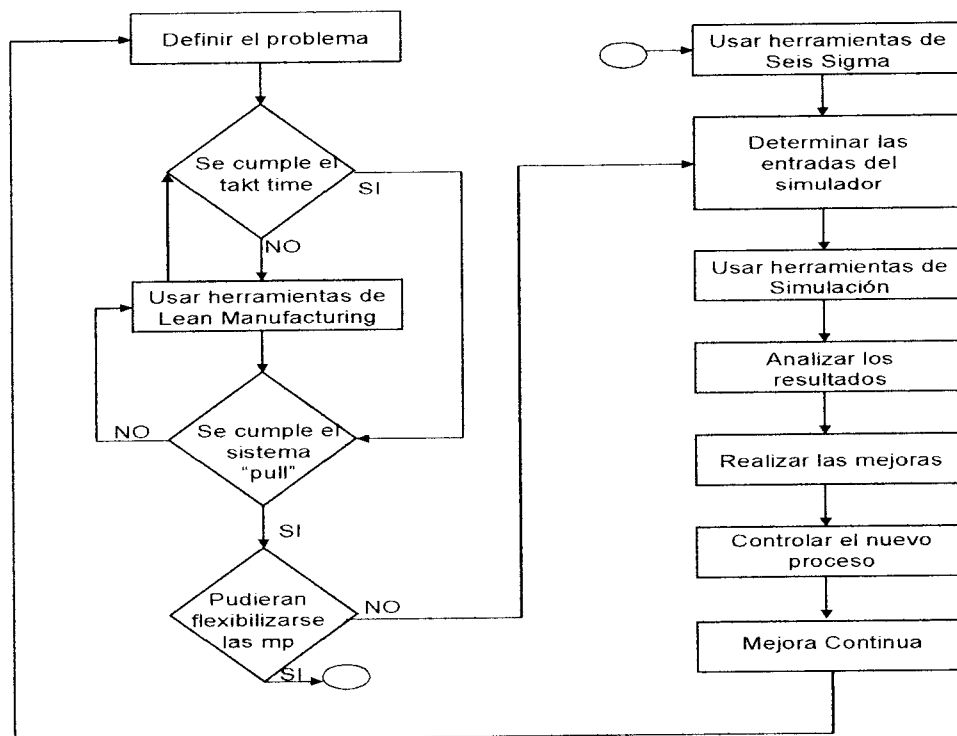 Definir el problema
Se cumple el
takt time
SI
NO
Usar herramientas de
Lean Manufacturing
NO
Se cumple el
sistema
"pull"
SI
Pudieran
flexibilizarse
las mp
NO
SI
Usar herramientas de
Seis Sigma
Determinar las
entradas del
simulador
Usar herramientas de
Simulación
Analizar los
resultados
Realizar las mejoras
Controlar el nuevo
proceso
Mejora Continua